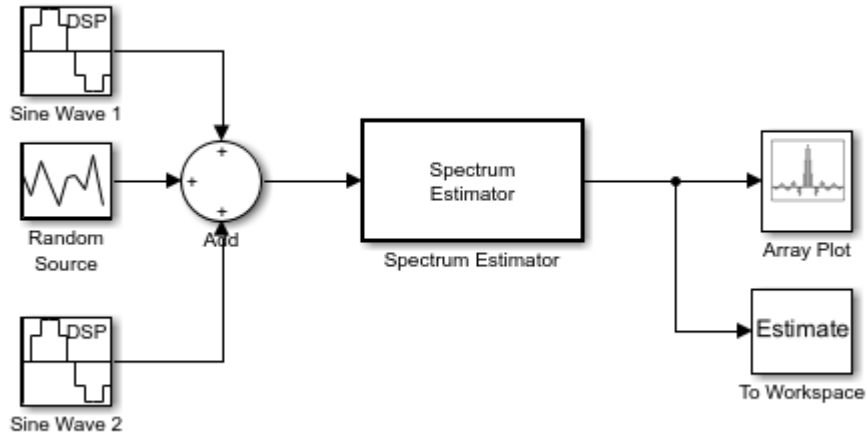 DSP
Sine Wave 1
Random
Source
+
+
+
Add
Spectrum
Estimator
Spectrum Estimator
Array Plot
Estimate
To Workspace
DSP
Sine Wave 2